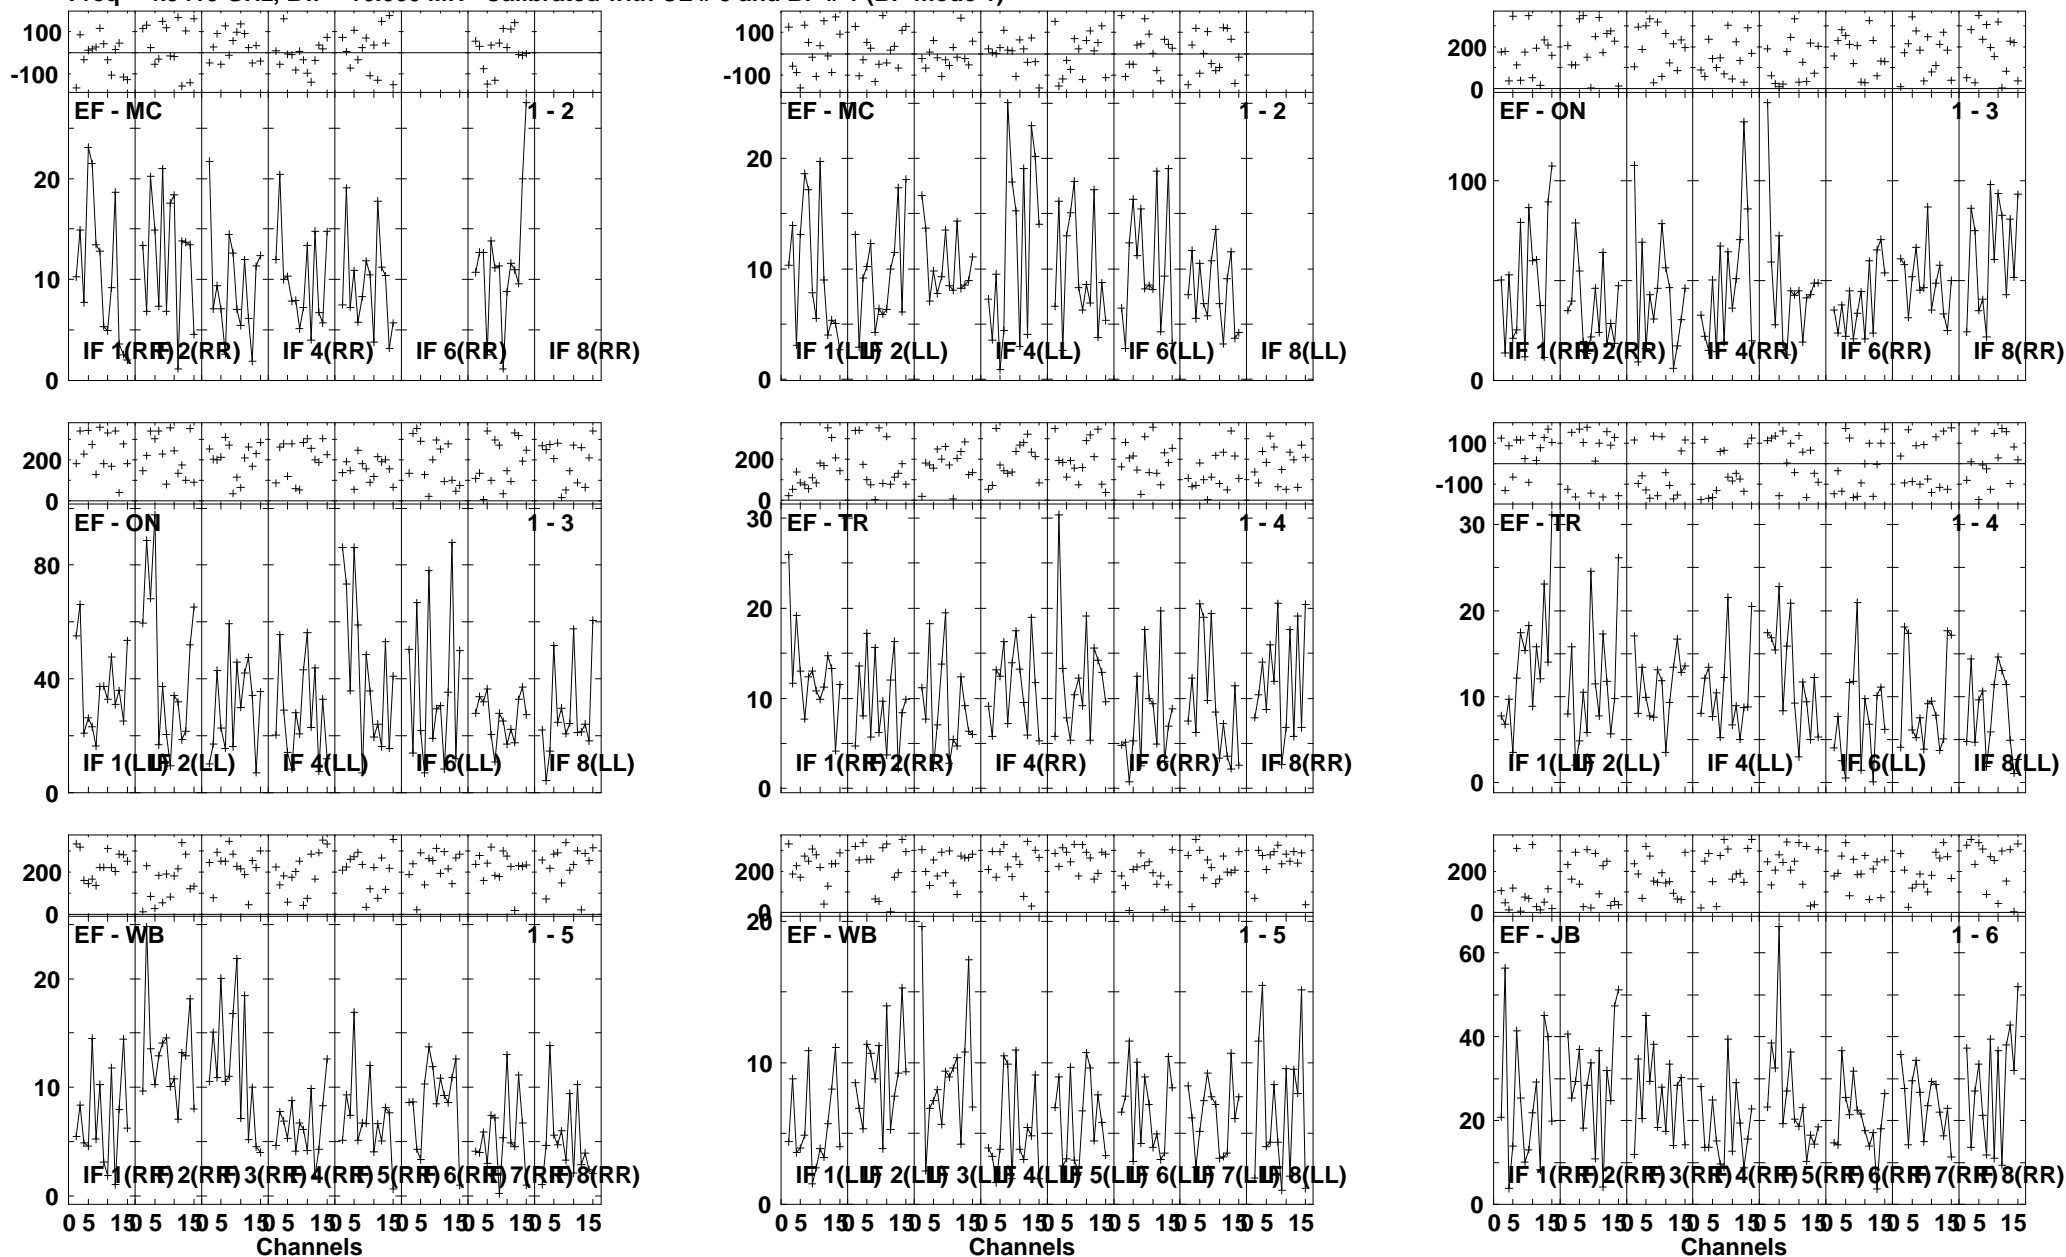 100
-100
EF - MC
1 - 2
20
10
0
IF 1(RR)
IF 2(RR)
IF 4(RR)
IF 6(RR)
IF 8(RR)
100
-100
EF - MC
1 - 2
20
10
0
IF 1(LL)
IF 2(LL)
IF 4(LL)
IF 6(LL)
IF 8(LL)
200
0
EF - ON
1 - 3
100
0
IF 1(RR)
IF 2(RR)
IF 4(RR)
IF 6(RR)
IF 8(RR)
200
0
EF - ON
1 - 3
80
40
0
IF 1(LL)
IF 2(LL)
IF 4(LL)
IF 6(LL)
IF 8(LL)
200
0
EF - TR
1 - 4
30
20
10
0
IF 1(RR)
IF 2(RR)
IF 4(RR)
IF 6(RR)
IF 8(RR)
100
-100
EF - TR
1 - 4
30
20
10
0
IF 1(LL)
IF 2(LL)
IF 4(LL)
IF 6(LL)
IF 8(LL)
200
0
EF - WB
1 - 5
20
10
0
IF 1(RR)
IF 2(RR)
IF 3(RR)
IF 4(RR)
IF 5(RR)
IF 6(RR)
IF 7(RR)
IF 8(RR)
0 5 15
0 5 15
0 5 15
0 5 15
0 5 15
0 5 15
0 5 15
0 5 15
Channels
200
0
EF - WB
1 - 5
20
10
0
IF 1(LL)
IF 2(LL)
IF 3(LL)
IF 4(LL)
IF 5(LL)
IF 6(LL)
IF 7(LL)
IF 8(LL)
0 5 15
0 5 15
0 5 15
0 5 15
0 5 15
0 5 15
0 5 15
0 5 15
Channels
200
0
EF - JB
1 - 6
60
40
20
0
IF 1(RR)
IF 2(RR)
IF 3(RR)
IF 4(RR)
IF 5(RR)
IF 6(RR)
IF 7(RR)
IF 8(RR)
0 5 15
0 5 15
0 5 15
0 5 15
0 5 15
0 5 15
0 5 15
0 5 15
Channels